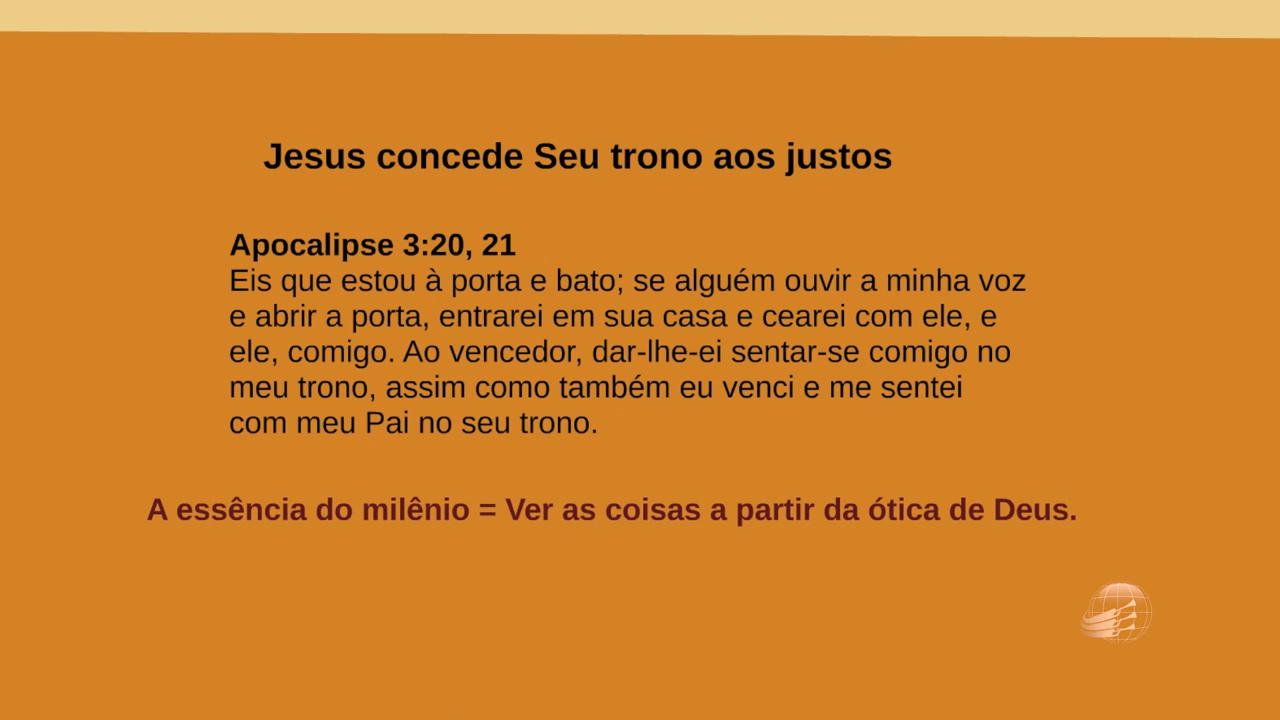 Jesus concede Seu trono aos justos
Apocalipse 3:20, 21
Eis que estou à porta e bato; se alguém ouvir a minha voz
e abrir a porta, entrarei em sua casa e cearei com ele, e
ele, comigo. Ao vencedor, dar-lhe-ei sentar-se comigo no
meu trono, assim como também eu venci e me sentei
com meu Pai no seu trono.
A essência do milênio = Ver as coisas a partir da ótica de Deus.